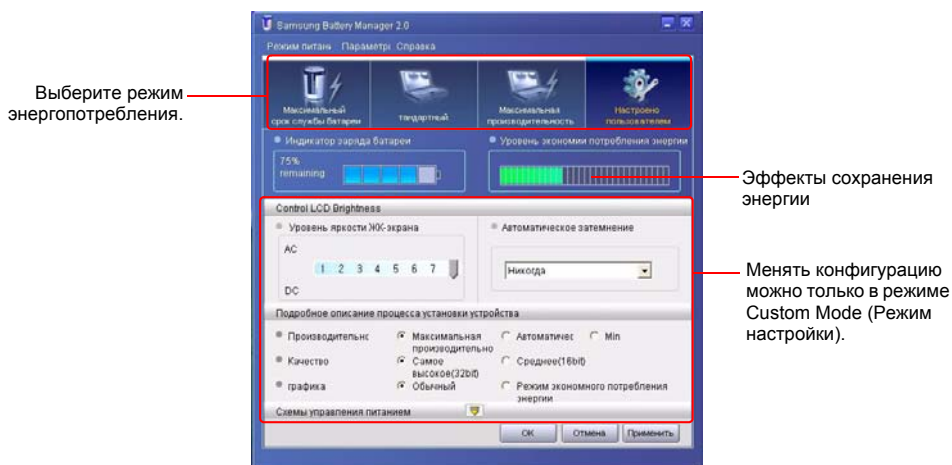 Samsung Battery Manager 2.0
Режим питани Параметрі Справка
Выберите режим
энергопотребления.
Максимальный
срок службы батареи
тандартный
Максимальная
производительность
Настроено
пользователем
Индикатор заряда батареи
Уровень экономии потребления энергии
75%
remaining
Эффекты сохранения
энергии
Control LCD Brightness
Уровень яркости ЖК-экрана
Автоматическое затемнение
AC
1 2 3 4 5 6 7
DC
Никогда
Менять конфигурацию
можно только в режиме
Custom Mode (Режим
настройки).
Подробное описание процесса установки устройства
Производительнс
Максимальная
производительно
Автоматичес
Min
Качество
Самое
высокое(32bit)
Среднее(16bit)
графика
Обычный
Режим экономного потребления
энергии
Схемы управления питанием
OK
Отмена
Применить